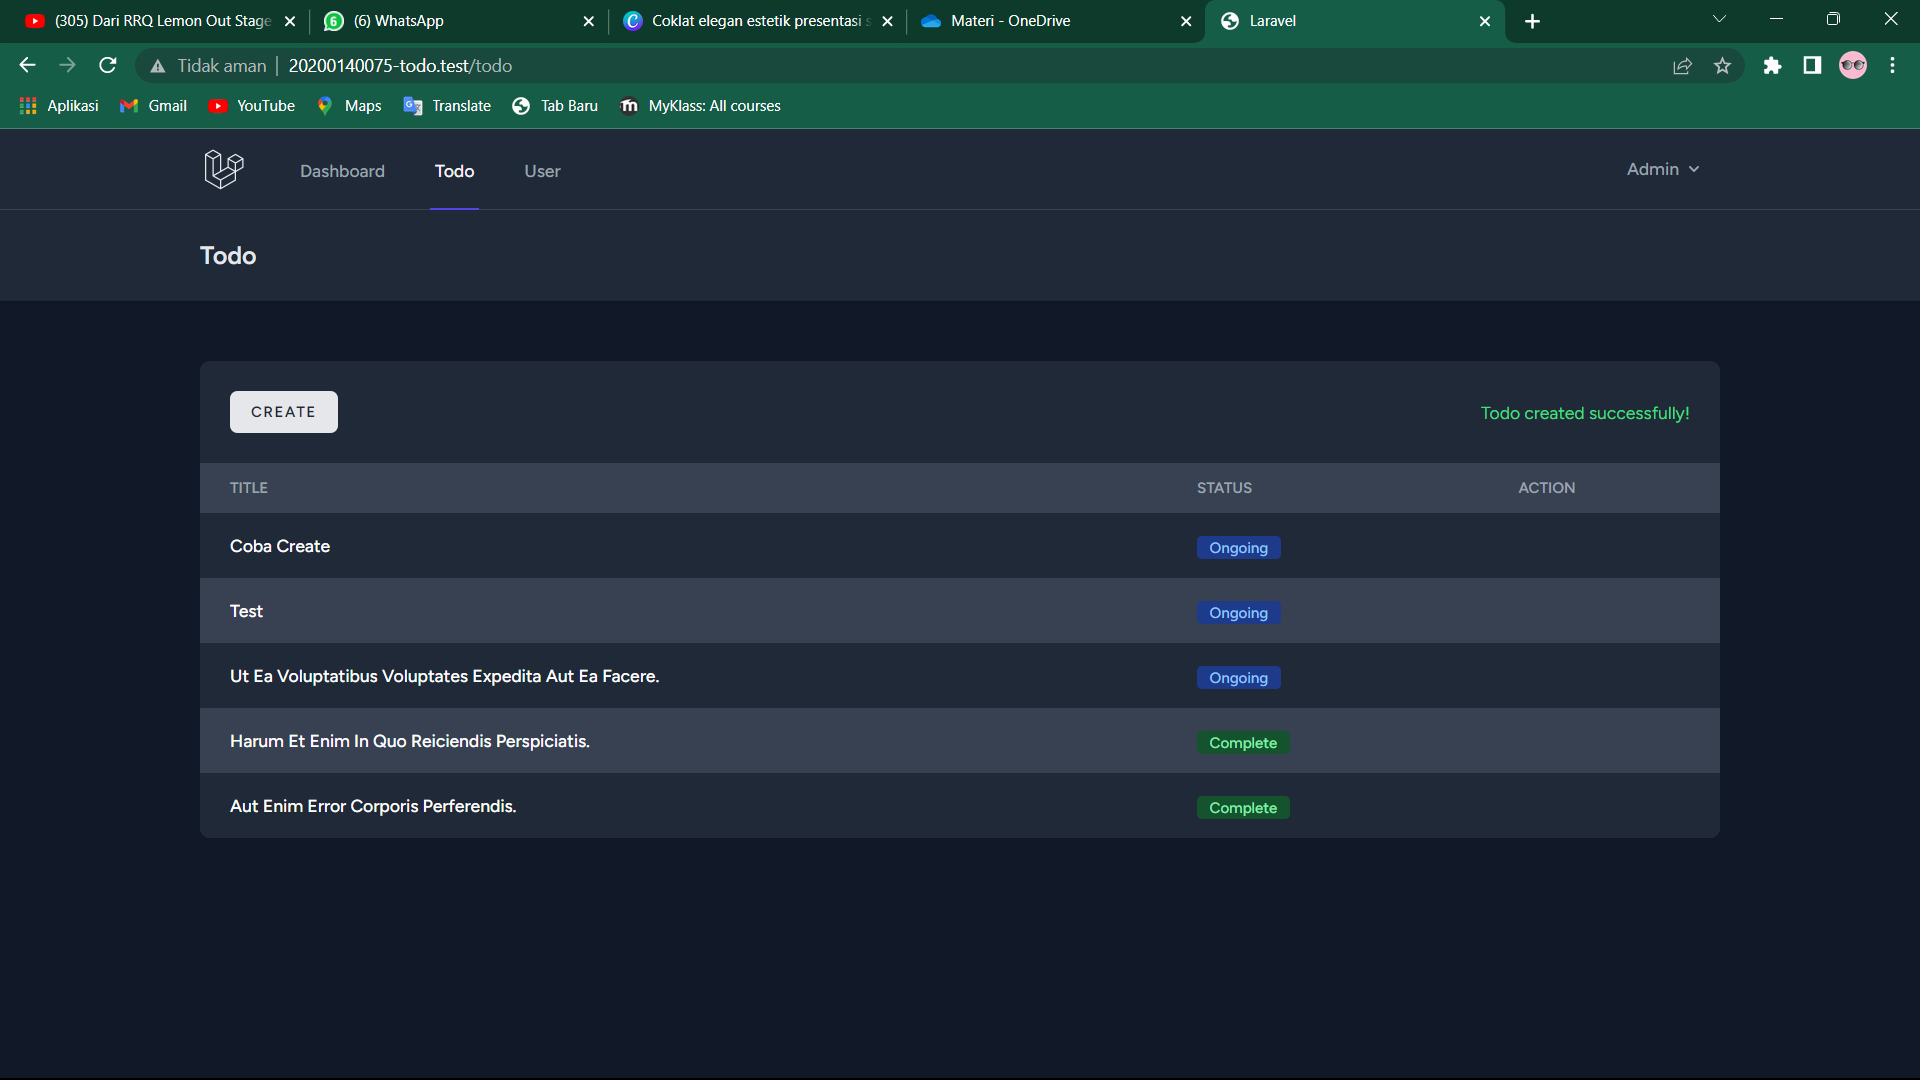 (305) Dari RRQ Lemon Out Stage
(6) WhatsApp
Coklat elegan estetik presentasi s
Materi - OneDrive
Laravel
Tidak aman
20200140075-todo.test/todo
Aplikasi
Gmail
YouTube
Maps
Translate
Tab Baru
MyKlass: All courses
Dashboard
Todo
User
Admin
Todo
CREATE
Todo created successfully!
TITLE
STATUS
ACTION
Coba Create
Ongoing
Test
Ongoing
Ut Ea Voluptatibus Voluptates Expedita Aut Ea Facere.
Ongoing
Harum Et Enim In Quo Reiciendis Perspiciatis.
Complete
Aut Enim Error Corporis Perferendis.
Complete